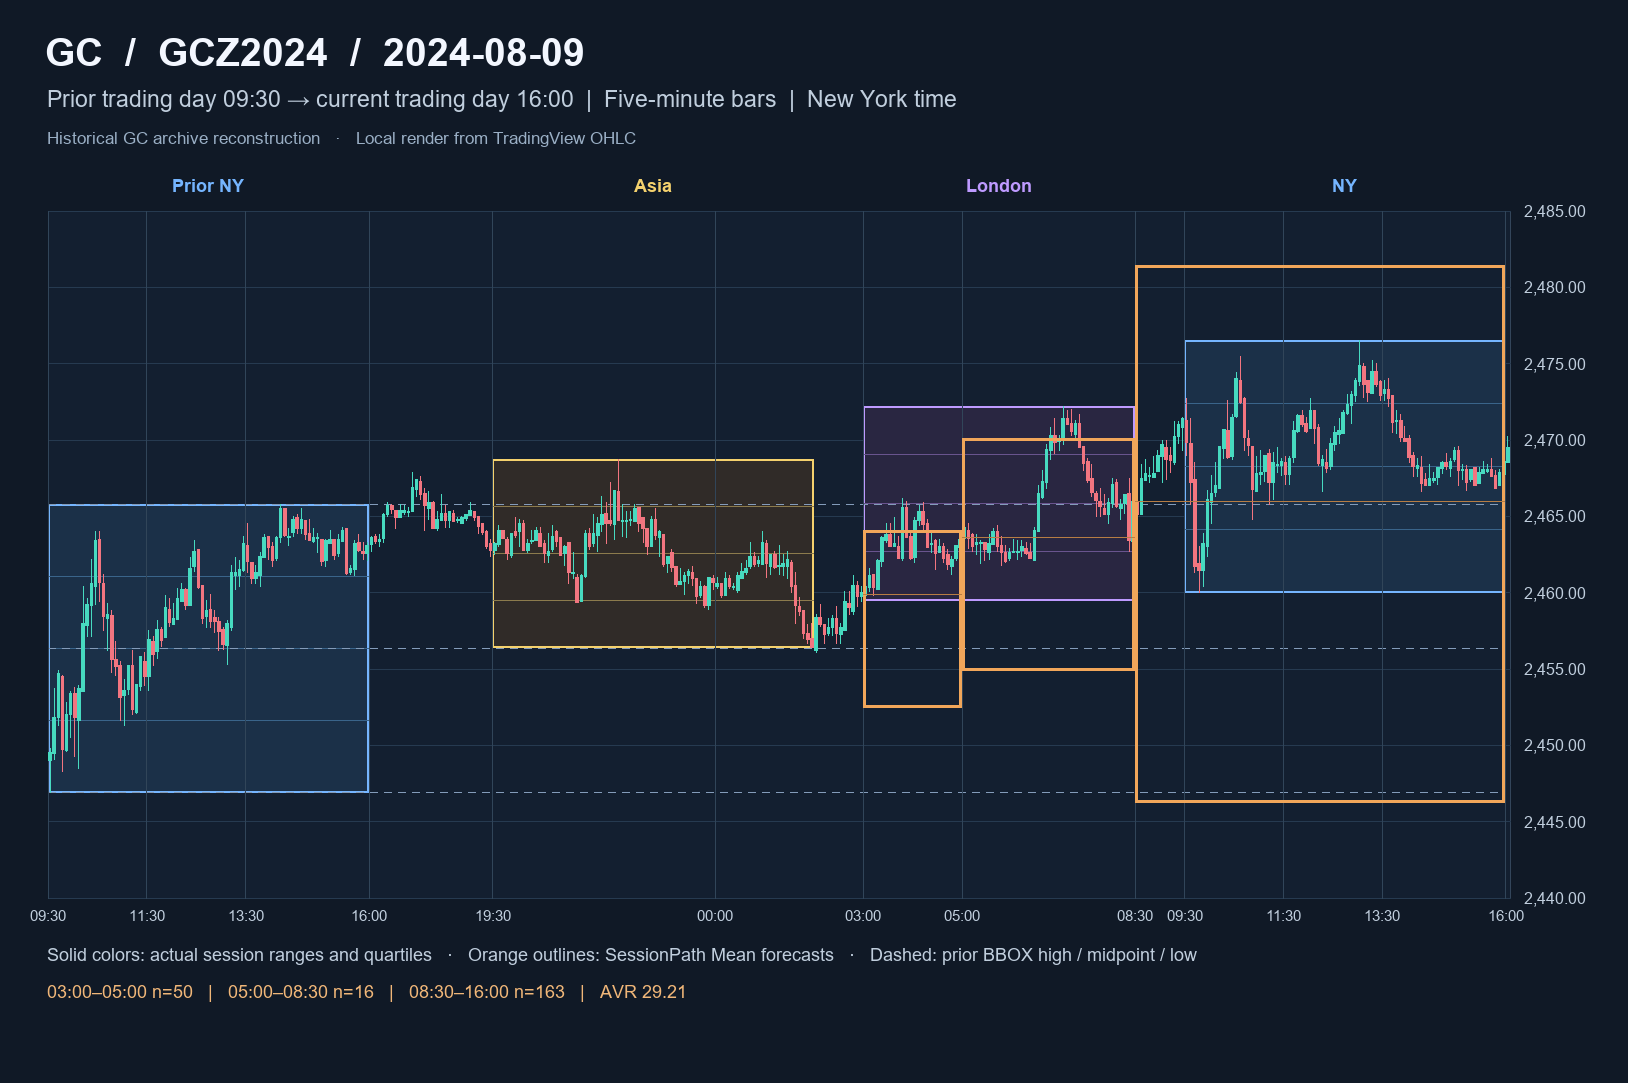 GC / GCZ2024 / 2024-08-09
Prior trading day 09:30 → current trading day 16:00 | Five-minute bars | New York time
Historical GC archive reconstruction · Local render from TradingView OHLC
Prior NY Asia London NY
2,485.00
2,480.00
2,475.00
2,470.00
2,465.00
2,460.00
2,455.00
2,450.00
2,445.00
2,440.00
09:30 11:30 13:30 16:00 19:30 00:00 03:00 05:00 08:30 09:30 11:30 13:30 16:00
Solid colors: actual session ranges and quartiles · Orange outlines: SessionPath Mean forecasts · Dashed: prior BBOX high / midpoint / low
03:00–05:00 n=50 | 05:00–08:30 n=16 | 08:30–16:00 n=163 | AVR 29.21